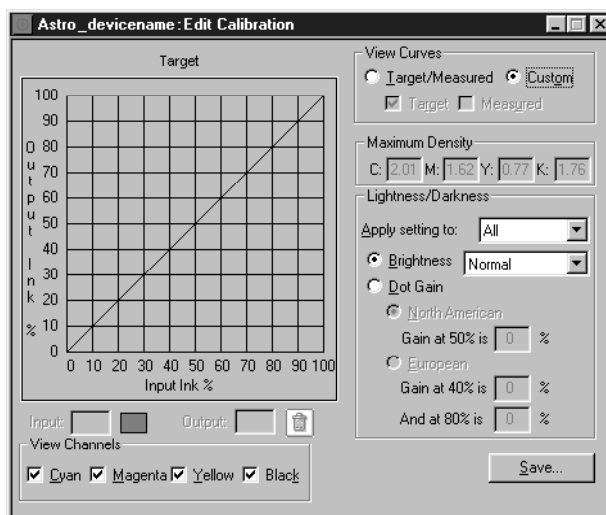 Astro_devicename:Edit Calibration
Target
100
90
80
70
60
50
40
30
20
10
0
Output Ink %
0 10 20 30 40 50 60 70 80 90 100
Input Ink %
Input: Output:
View Channels
Cyan Magenta Yellow Black
View Curves
Target/Measured Custom
Target Measured
Maximum Density
C: 2.01 M: 1.62 Y: 0.77 K: 1.76
Lightness/Darkness
Apply setting to: All
Brightness Normal
Dot Gain
North American
Gain at 50% is 0 %
European
Gain at 40% is 0 %
And at 80% is 0 %
Save...